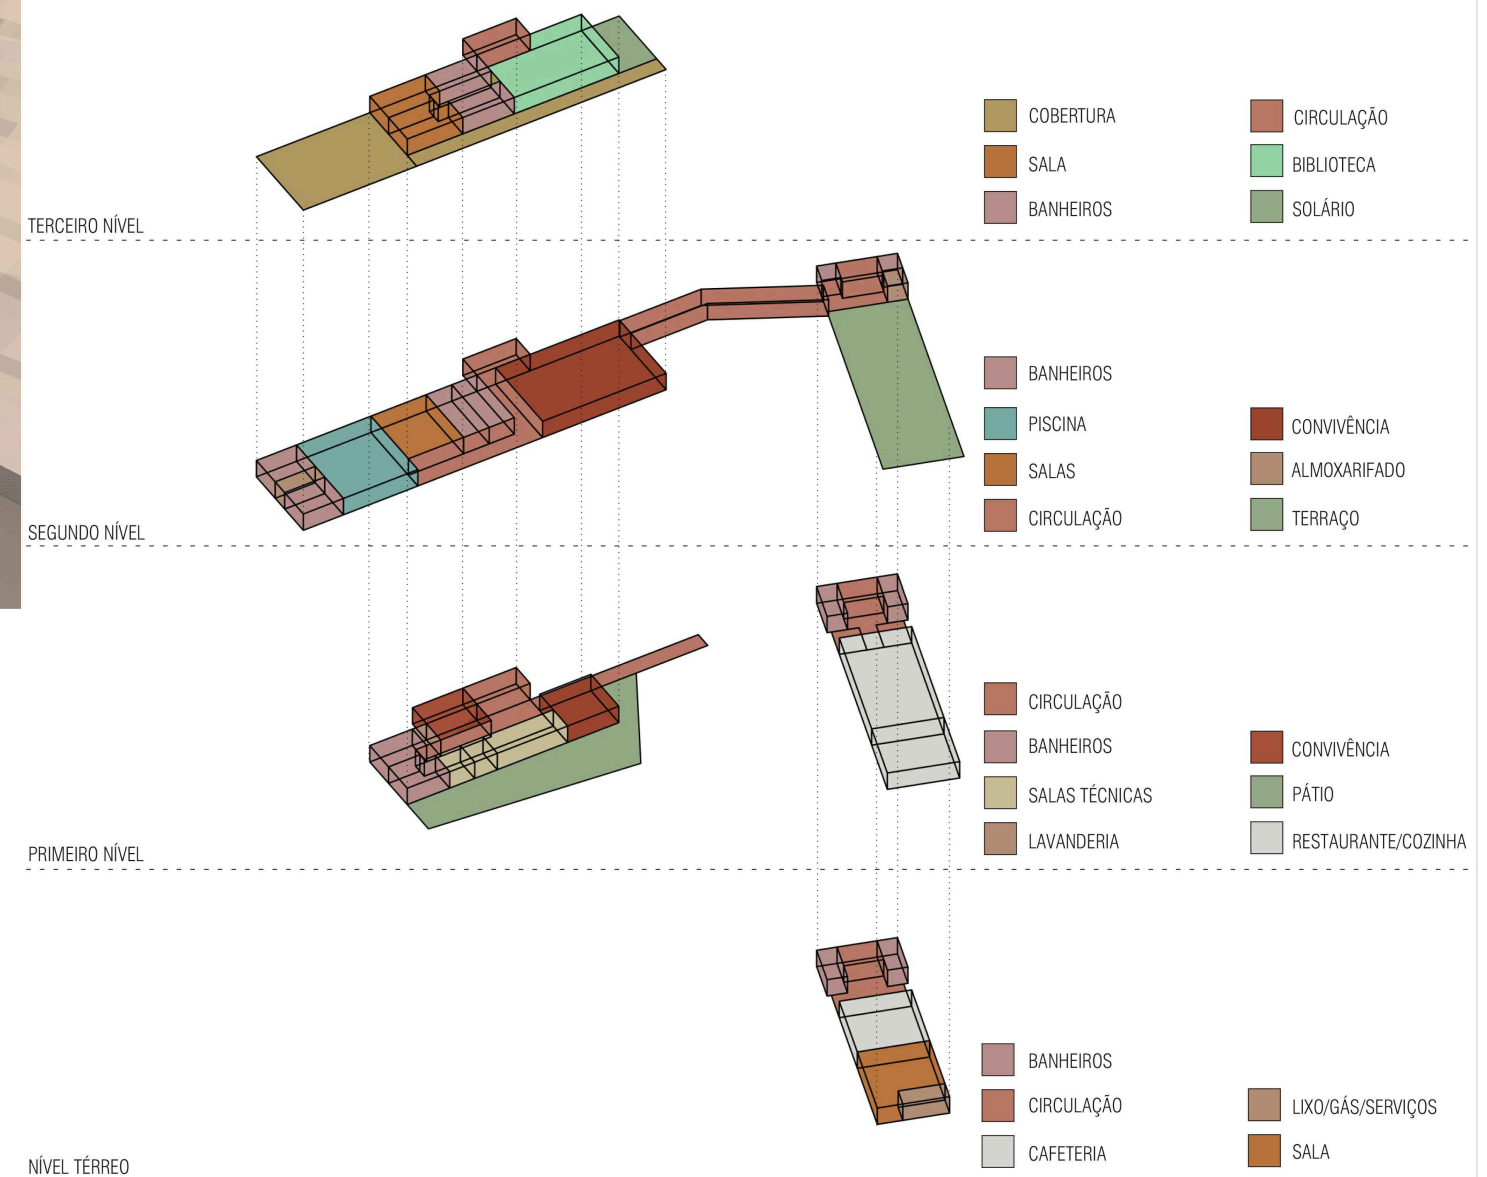 COBERTURA
SALA
BANHEIROS
CIRCULAÇÃO
BIBLIOTECA
SOLÁRIO
TERCEIRO NÍVEL
BANHEIROS
PISCINA
SALAS
CIRCULAÇÃO
CONVIVÊNCIA
ALMOXARIFADO
TERRAÇO
SEGUNDO NÍVEL
CIRCULAÇÃO
BANHEIROS
SALAS TÉCNICAS
LAVANDERIA
CONVIVÊNCIA
PÁTIO
RESTAURANTE/COZINHA
PRIMEIRO NÍVEL
BANHEIROS
CIRCULAÇÃO
CAFETERIA
LIXO/GÁS/SERVIÇOS
SALA
NÍVEL TÉRREO